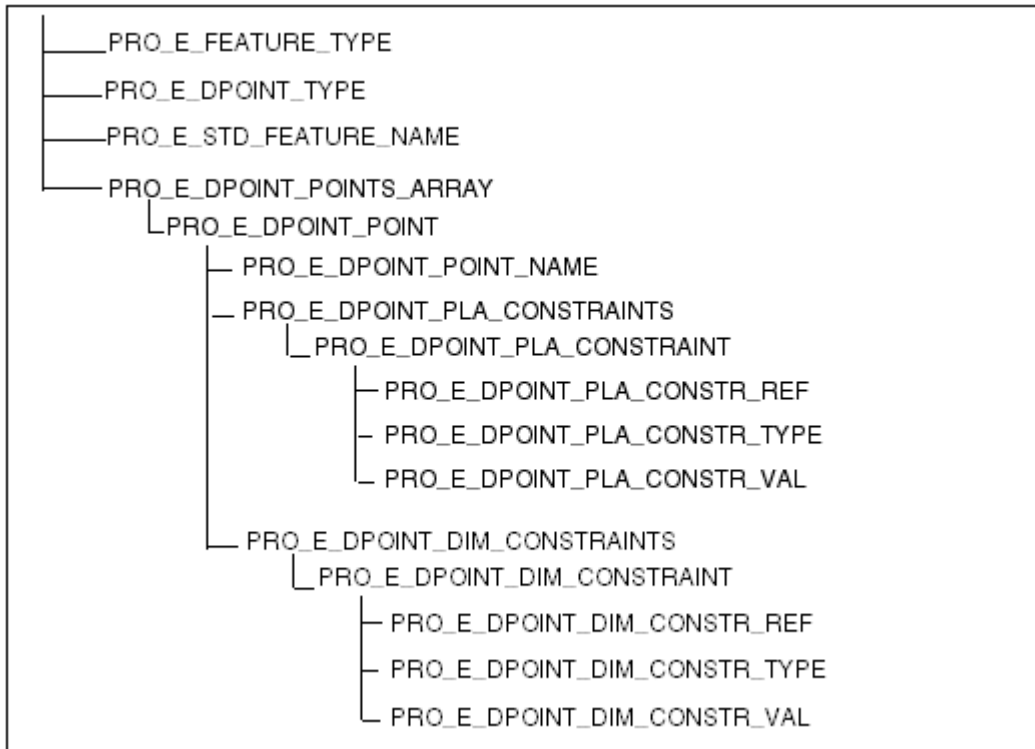 PRO_E_FEATURE_TYPE
PRO_E_DPOINT_TYPE
PRO_E_STD_FEATURE_NAME
PRO_E_DPOINT_POINTS_ARRAY
PRO_E_DPOINT_POINT
PRO_E_DPOINT_POINT_NAME
PRO_E_DPOINT_PLA_CONSTRAINTS
PRO_E_DPOINT_PLA_CONSTRAINT
PRO_E_DPOINT_PLA_CONSTR_REF
PRO_E_DPOINT_PLA_CONSTR_TYPE
PRO_E_DPOINT_PLA_CONSTR_VAL
PRO_E_DPOINT_DIM_CONSTRAINTS
PRO_E_DPOINT_DIM_CONSTRAINT
PRO_E_DPOINT_DIM_CONSTR_REF
PRO_E_DPOINT_DIM_CONSTR_TYPE
PRO_E_DPOINT_DIM_CONSTR_VAL